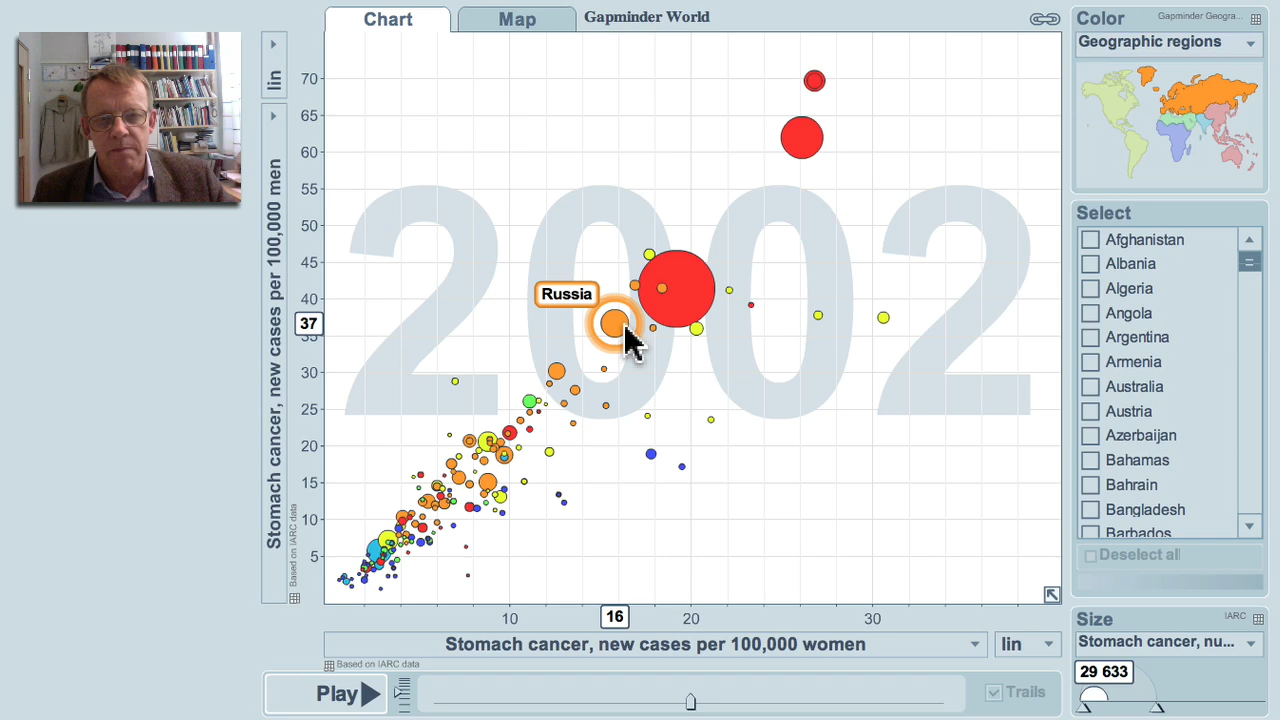 Chart
Map
Gapminder World
lin
Stomach cancer, new cases per 100,000 men
Based on IARC data
70
65
60
55
50
45
40
37
35
30
25
20
15
10
5
2002
Russia
10
16
20
30
Stomach cancer, new cases per 100,000 women
lin
Based on IARC data
Play
Trails
Color
Gapminder Geogra...
Geographic regions
Select
Afghanistan
Albania
Algeria
Angola
Argentina
Armenia
Australia
Austria
Azerbaijan
Bahamas
Bahrain
Bangladesh
Barbados
Deselect all
Size
IARC
Stomach cancer, nu...
29 633